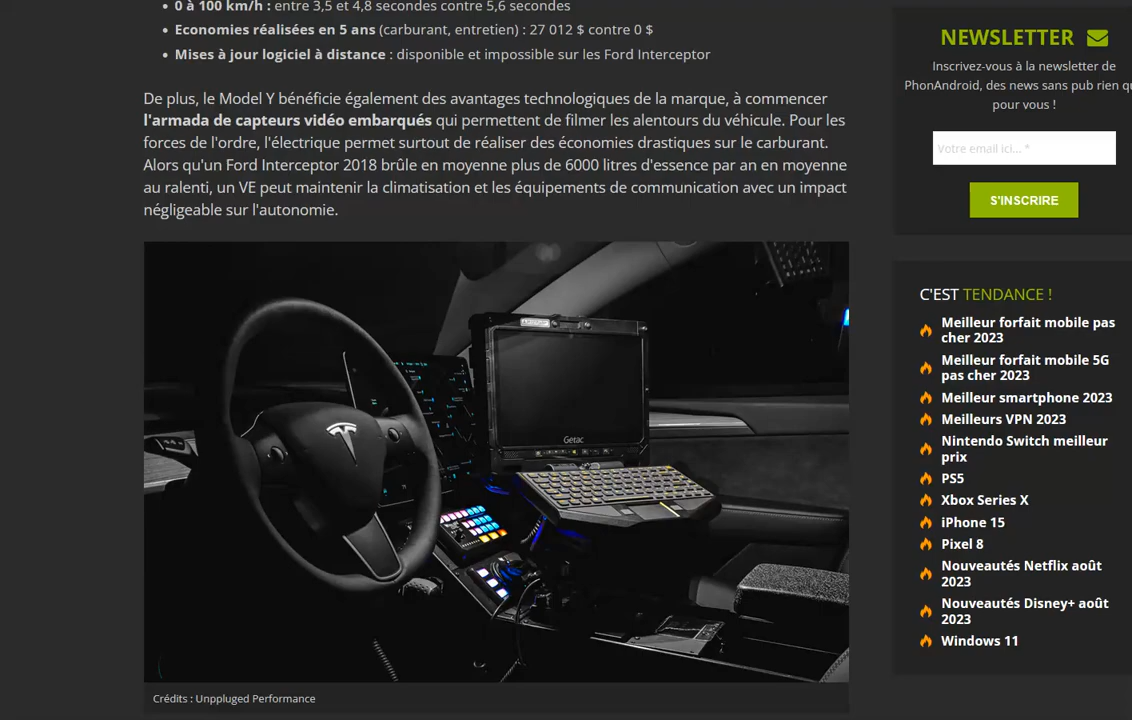 0 à 100 km/h : entre 3,5 et 4,8 secondes contre 5,6 secondes
Economies réalisées en 5 ans (carburant, entretien) : 27 012 $ contre 0 $
Mises à jour logiciel à distance : disponible et impossible sur les Ford Interceptor
De plus, le Model Y bénéficie également des avantages technologiques de la marque, à commencer
l'armada de capteurs vidéo embarqués qui permettent de filmer les alentours du véhicule. Pour les
forces de l'ordre, l'électrique permet surtout de réaliser des économies drastiques sur le carburant.
Alors qu'un Ford Interceptor 2018 brûle en moyenne plus de 6000 litres d'essence par an en moyenne
au ralenti, un VE peut maintenir la climatisation et les équipements de communication avec un impact
négligeable sur l'autonomie.
Getac
Crédits : Unppluged Performance
NEWSLETTER
Inscrivez-vous à la newsletter de
PhonAndroid, des news sans pub rien qu
pour vous !
Votre email ici... *
S'INSCRIRE
C'EST TENDANCE !
Meilleur forfait mobile pas
cher 2023
Meilleur forfait mobile 5G
pas cher 2023
Meilleur smartphone 2023
Meilleurs VPN 2023
Nintendo Switch meilleur
prix
PS5
Xbox Series X
iPhone 15
Pixel 8
Nouveautés Netflix août
2023
Nouveautés Disney+ août
2023
Windows 11